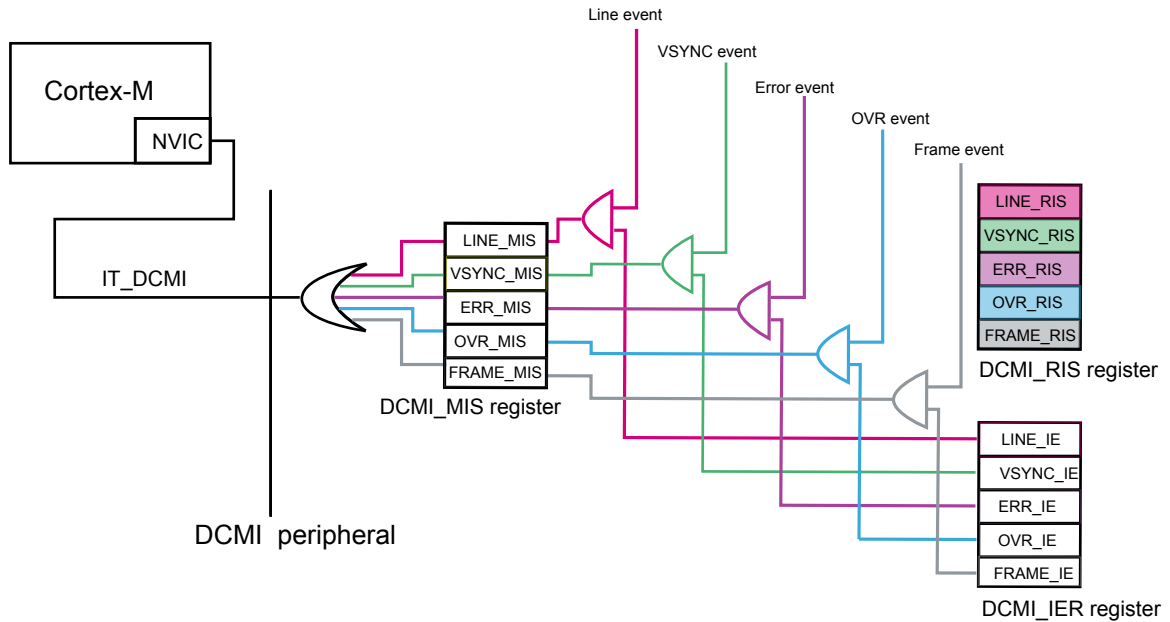 Line event
VSYNC event
Error event
OVR event
Frame event
Cortex-M
NVIC
IT_DCMI
DCMI peripheral
LINE_MIS
VSYNC_MIS
ERR_MIS
OVR_MIS
FRAME_MIS
DCMI_MIS register
LINE_RIS
VSYNC_RIS
ERR_RIS
OVR_RIS
FRAME_RIS
DCMI_RIS register
LINE_IE
VSYNC_IE
ERR_IE
OVR_IE
FRAME_IE
DCMI_IER register